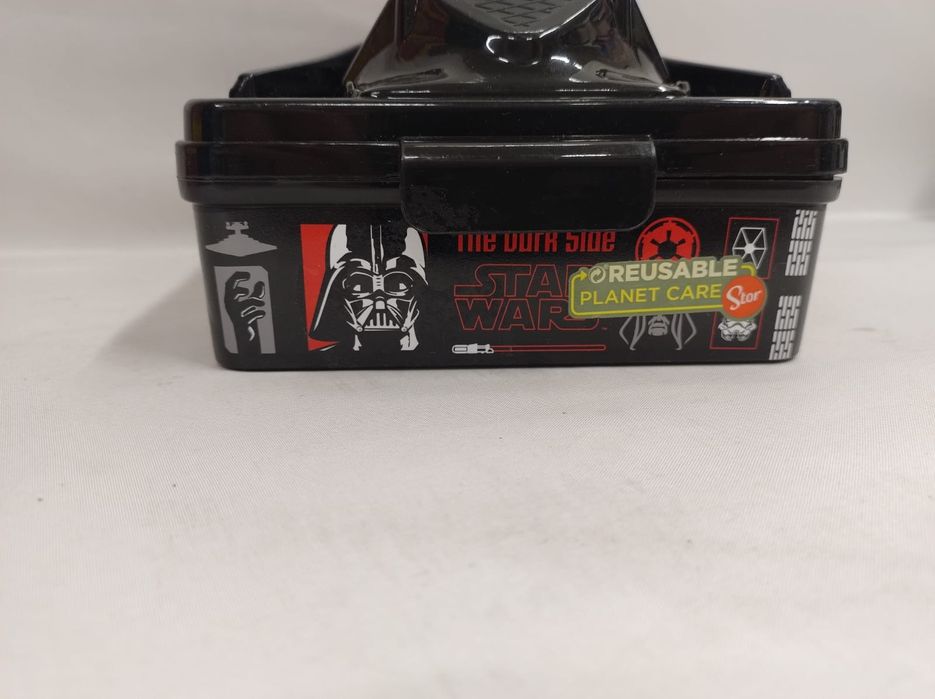 The Dark Side
STAR
WARS
REUSABLE
PLANET CARE
Stor